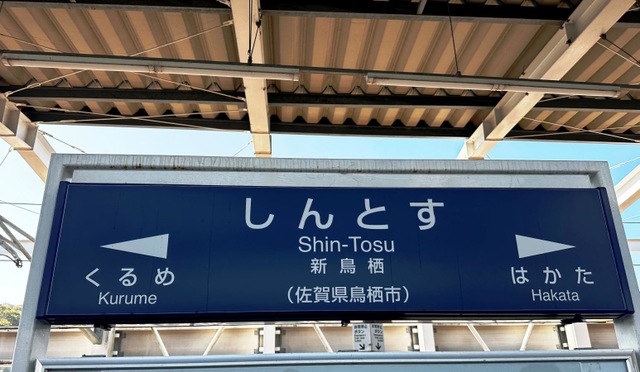 しんとす
Shin-Tosu
新鳥栖
(佐賀県鳥栖市)
くるめ
Kurume
はかた
Hakata